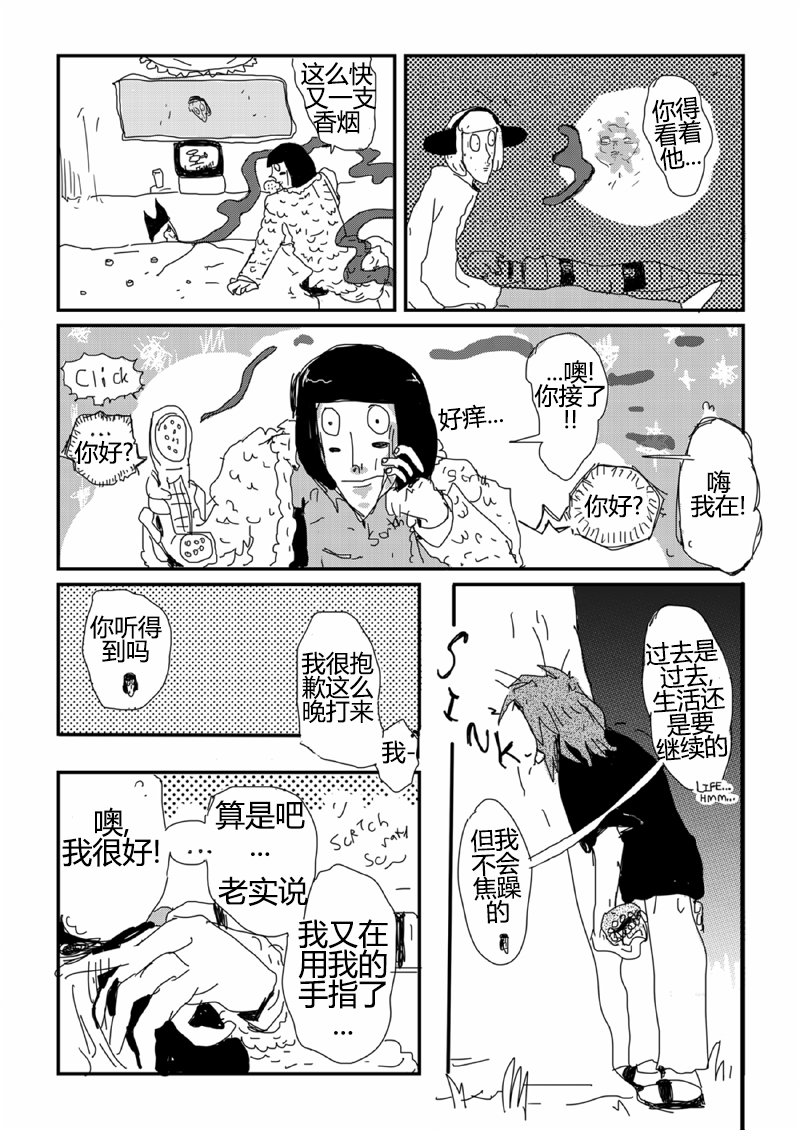 这么快
又一支
香烟
你得
看着
他...
Click
...
你好?
好痒...
...噢!
你接了
!!
你好?
嗨
我在!
你听得
到吗
我很抱
歉这么
晚打来
我-
噢,
我很好!
...
算是吧
...
老实说
SCRTCH
我又在
用我的
手指了
...
SINK
过去是
过去,
生活还
是要
继续的
LIFE...
HMM...
但我会
不焦躁
的